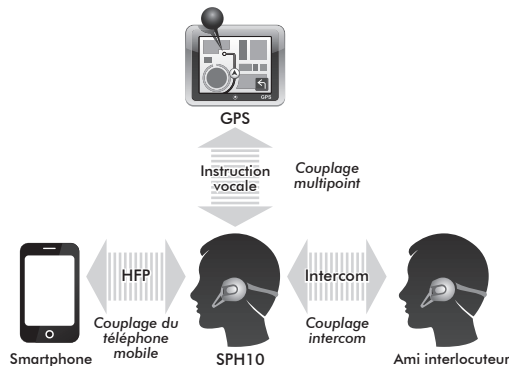 GPS
GPS
Instruction
vocale
Couplage
multipoint
HFP
Intercom
Couplage du
téléphone
mobile
Couplage
intercom
Smartphone
SPH10
Ami interlocuteur